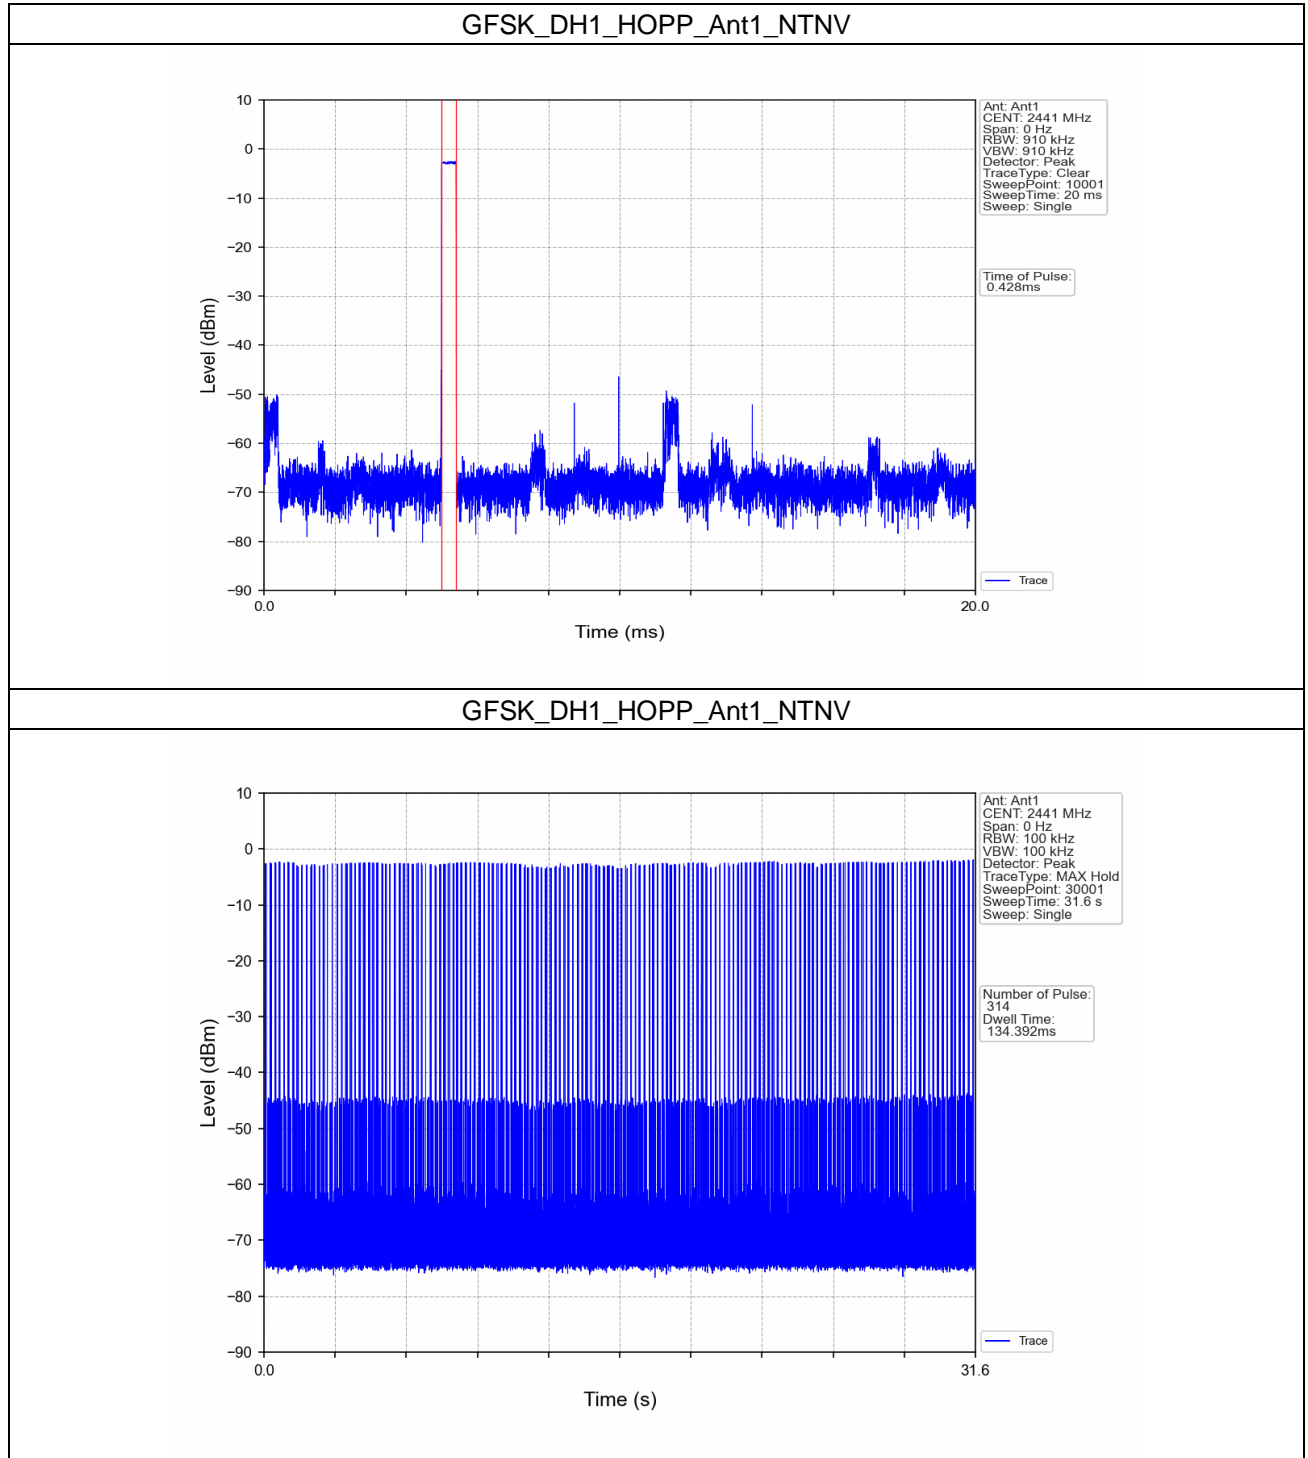 GFSK_DH1_HOPP_Ant1_NTNV
10
0
−10
−20
−30
−40
−50
−60
−70
−80
−90
Level (dBm)
0.0
20.0
Time (ms)
Ant: Ant1
CENT: 2441 MHz
Span: 0 Hz
RBW: 910 kHz
VBW: 910 kHz
Detector: Peak
TraceType: Clear
SweepPoint: 10001
SweepTime: 20 ms
Sweep: Single
Time of Pulse:
0.428ms
Trace
GFSK_DH1_HOPP_Ant1_NTNV
10
0
−10
−20
−30
−40
−50
−60
−70
−80
−90
Level (dBm)
0.0
31.6
Time (s)
Ant: Ant1
CENT: 2441 MHz
Span: 0 Hz
RBW: 100 kHz
VBW: 100 kHz
Detector: Peak
TraceType: MAX Hold
SweepPoint: 30001
SweepTime: 31.6 s
Sweep: Single
Number of Pulse:
314
Dwell Time:
134.392ms
Trace